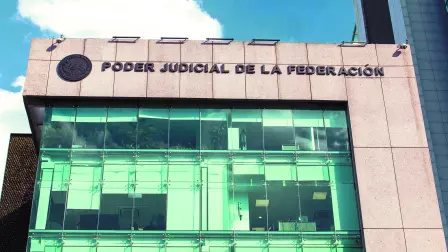 PODER JUDICIAL DE LA FEDERACIÓN